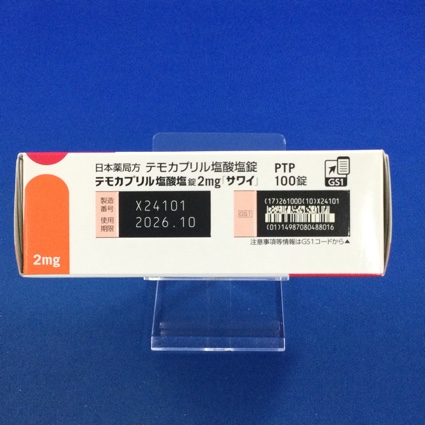 日本薬局方 テモカプリル塩酸塩錠
テモカプリル塩酸塩錠2mg「サワイ」
PTP
100錠
GS1
製造番号
X24101
使用期限
2026.10
(17)261000(10)X24101
(01)14987080488016
注意事項等情報はGS1コードから▲
2mg